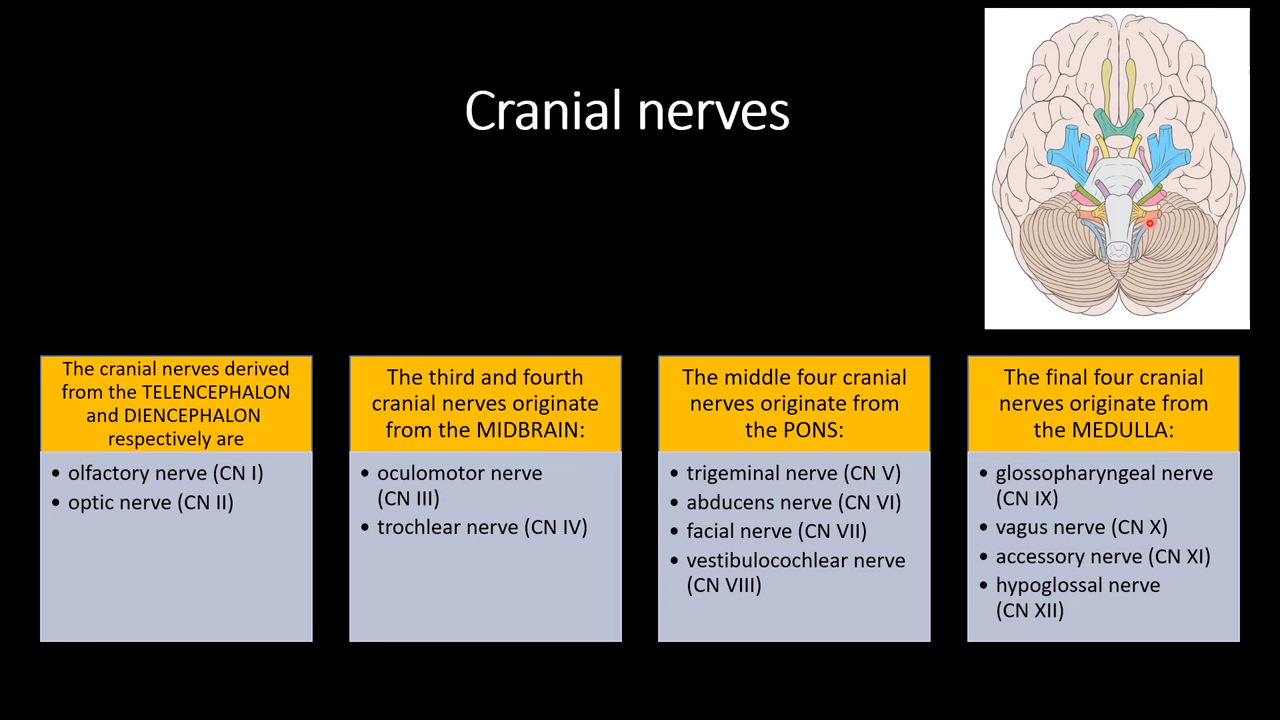 Cranial nerves
The cranial nerves derived
from the TELENCEPHALON
and DIENCEPHALON
respectively are
• olfactory nerve (CN I)
• optic nerve (CN II)
The third and fourth
cranial nerves originate
from the MIDBRAIN:
• oculomotor nerve
(CN III)
• trochlear nerve (CN IV)
The middle four cranial
nerves originate from
the PONS:
• trigeminal nerve (CN V)
• abducens nerve (CN VI)
• facial nerve (CN VII)
• vestibulocochlear nerve
(CN VIII)
The final four cranial
nerves originate from
the MEDULLA:
• glossopharyngeal nerve
(CN IX)
• vagus nerve (CN X)
• accessory nerve (CN XI)
• hypoglossal nerve
(CN XII)